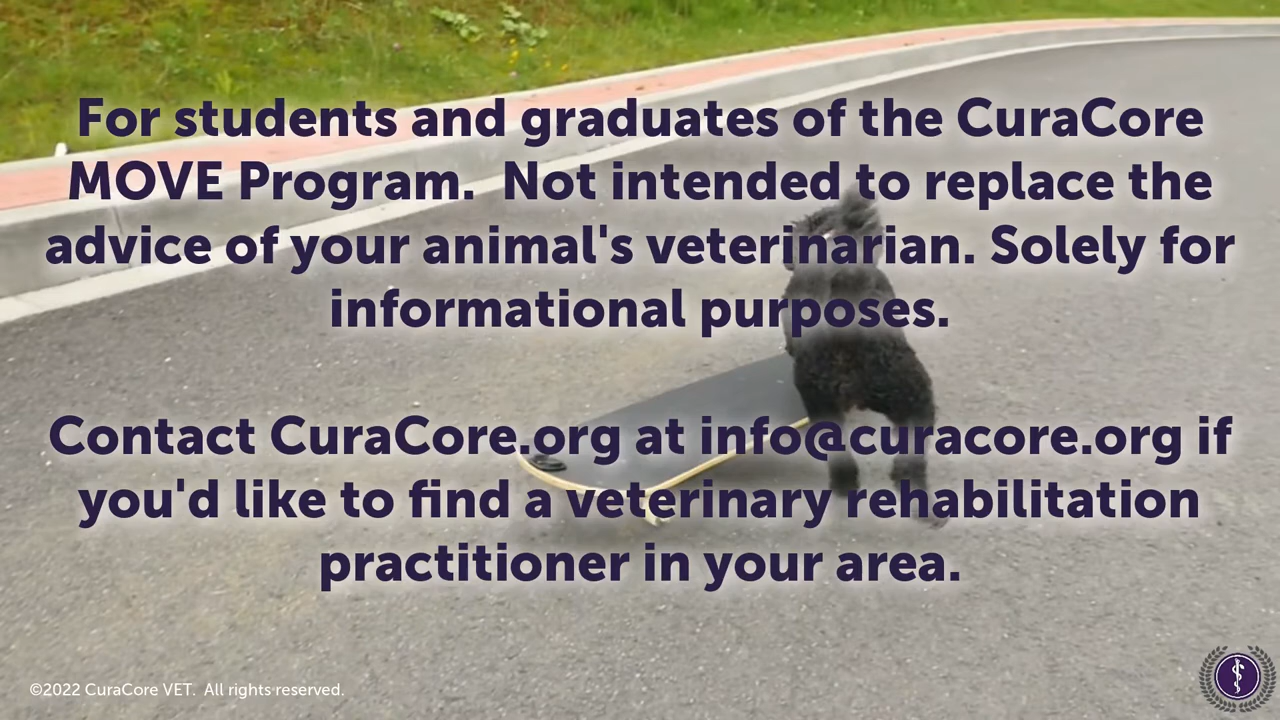 For students and graduates of the CuraCore
MOVE Program.  Not intended to replace the
advice of your animal's veterinarian. Solely for
informational purposes.
Contact CuraCore.org at info@curacore.org if
you'd like to find a veterinary rehabilitation
practitioner in your area.
©2022 CuraCore VET.  All rights reserved.